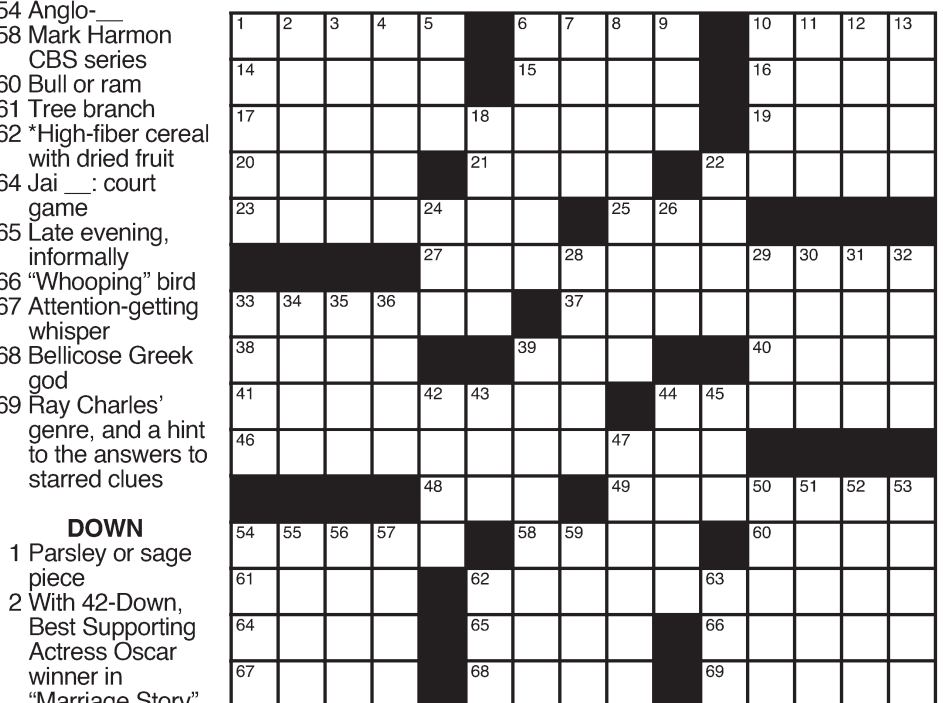 54 Anglo-__
58 Mark Harmon
CBS series
60 Bull or ram
61 Tree branch
62 *High-fiber cereal
with dried fruit
64 Jai __: court
game
65 Late evening,
informally
66 “Whooping” bird
67 Attention-getting
whisper
68 Bellicose Greek
god
69 Ray Charles’
genre, and a hint
to the answers to
starred clues
DOWN
1 Parsley or sage
piece
2 With 42-Down,
Best Supporting
Actress Oscar
winner in
“Marriage Story”
1 2 3 4 5 6 7 8 9 10 11 12 13
14 15 16
17 18 19
20 21 22
23 24 25 26
27 28 29 30 31 32
33 34 35 36 37
38 39 40
41 42 43 44 45
46 47
48 49 50 51 52 53
54 55 56 57 58 59 60
61 62 63
64 65 66
67 68 69